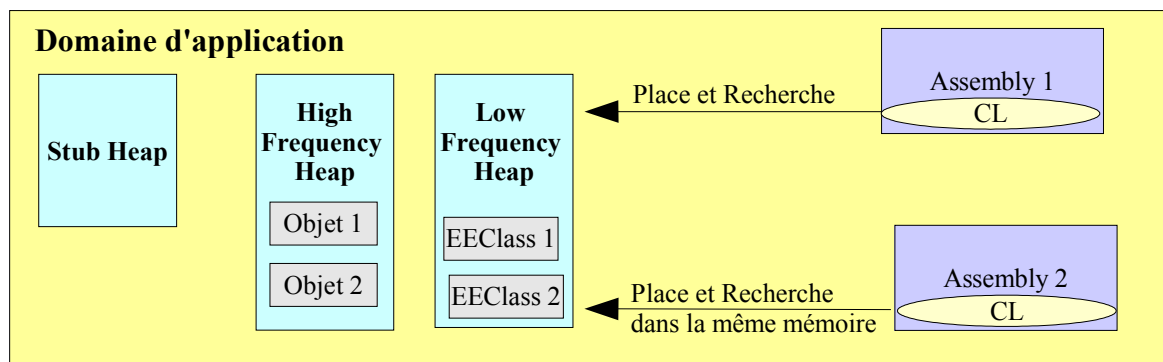 Domaine d'application
Stub Heap
High
Frequency
Heap
Objet 1
Objet 2
Low
Frequency
Heap
EEClass 1
EEClass 2
Place et Recherche
Assembly 1
CL
Place et Recherche
dans la même mémoire
Assembly 2
CL